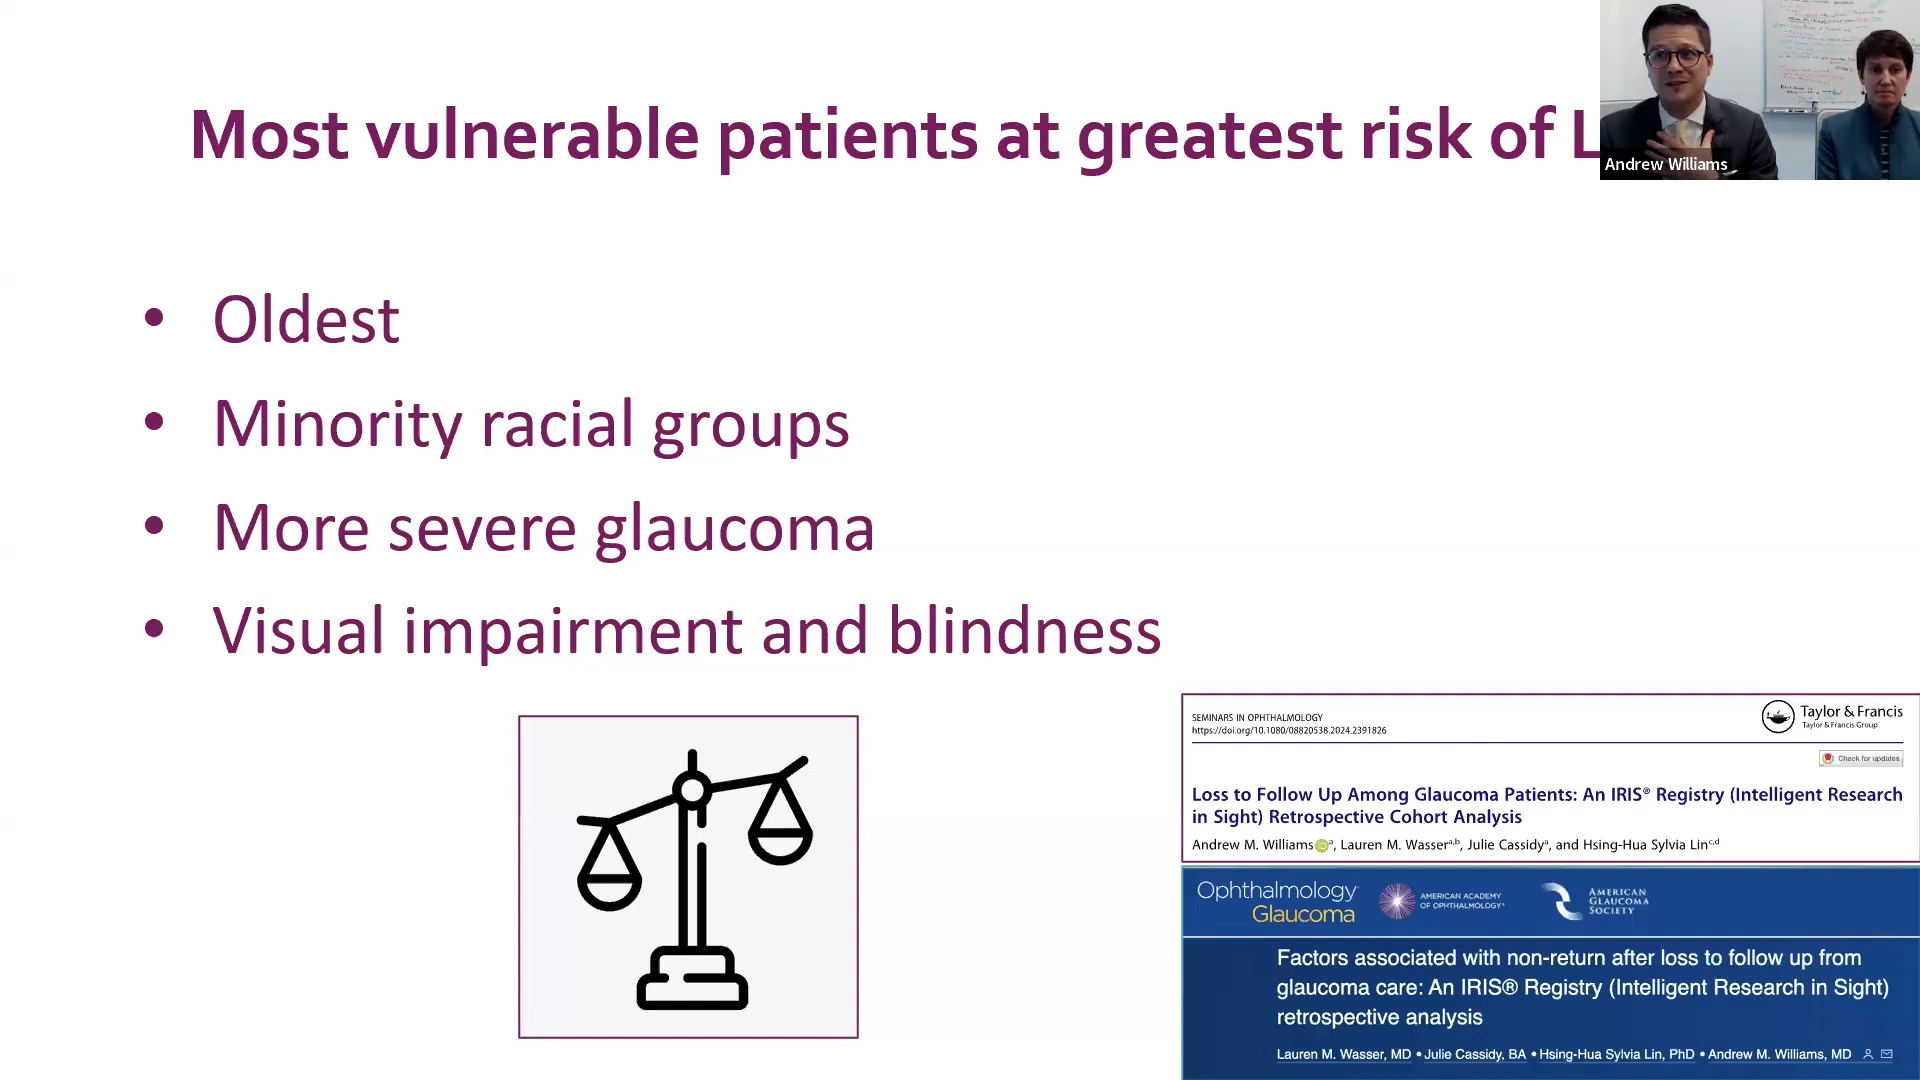 Most vulnerable patients at greatest risk of L
Andrew Williams
• Oldest
• Minority racial groups
• More severe glaucoma
• Visual impairment and blindness
SEMINARS IN OPHTHALMOLOGY
https://doi.org/10.1080/08820538.2024.2391826
Taylor & Francis
Taylor & Francis Group
Check for updates
Loss to Follow Up Among Glaucoma Patients: An IRIS® Registry (Intelligent Research
in Sight) Retrospective Cohort Analysis
Andrew M. Williams iD a, Lauren M. Wasser a,b, Julie Cassidy a, and Hsing-Hua Sylvia Lin c,d
Ophthalmology
Glaucoma
AMERICAN ACADEMY
OF OPHTHALMOLOGY®
AMERICAN
GLAUCOMA
SOCIETY
Factors associated with non-return after loss to follow up from
glaucoma care: An IRIS® Registry (Intelligent Research in Sight)
retrospective analysis
Lauren M. Wasser, MD • Julie Cassidy, BA • Hsing-Hua Sylvia Lin, PhD • Andrew M. Williams, MD